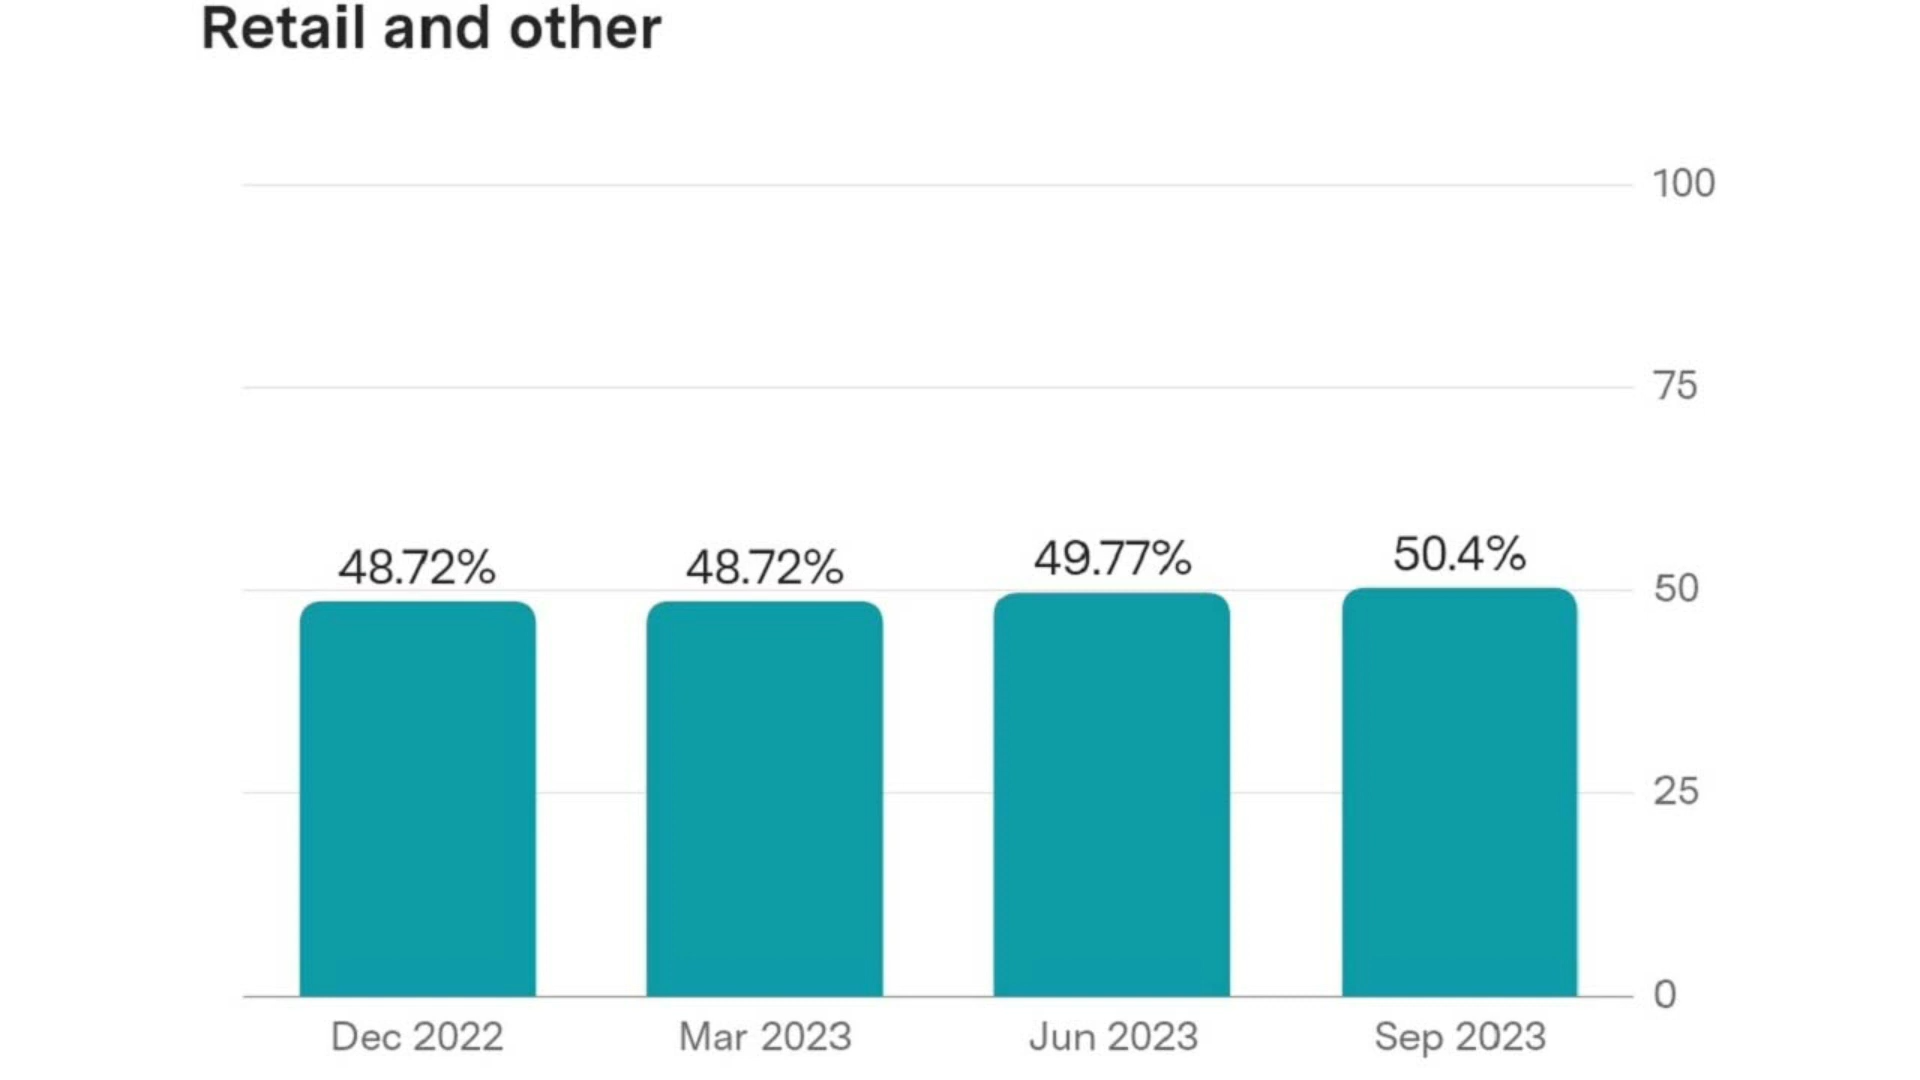 Retail and other
100
75
48.72% 48.72% 49.77% 50.4%
50
25
0
Dec 2022 Mar 2023 Jun 2023 Sep 2023